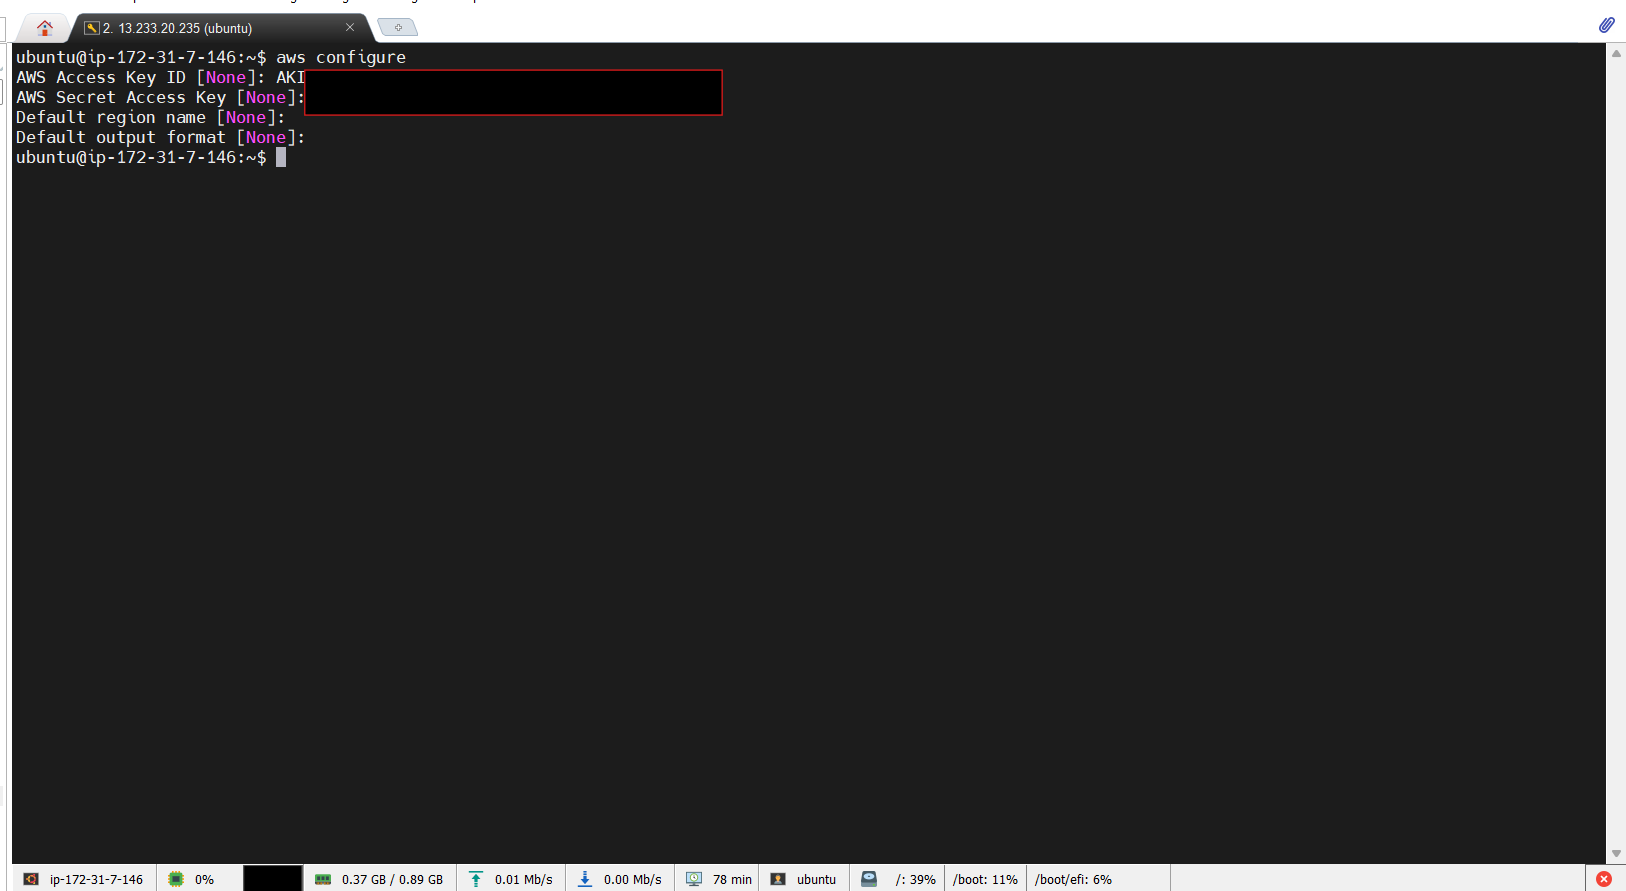 2. 13.233.20.235 (ubuntu)
ubuntu@ip-172-31-7-146:~$ aws configure
AWS Access Key ID [None]: AKI
AWS Secret Access Key [None]:
Default region name [None]:
Default output format [None]:
ubuntu@ip-172-31-7-146:~$
ip-172-31-7-146 0% 0.37 GB / 0.89 GB 0.01 Mb/s 0.00 Mb/s 78 min ubuntu /: 39% /boot: 11% /boot/efi: 6%